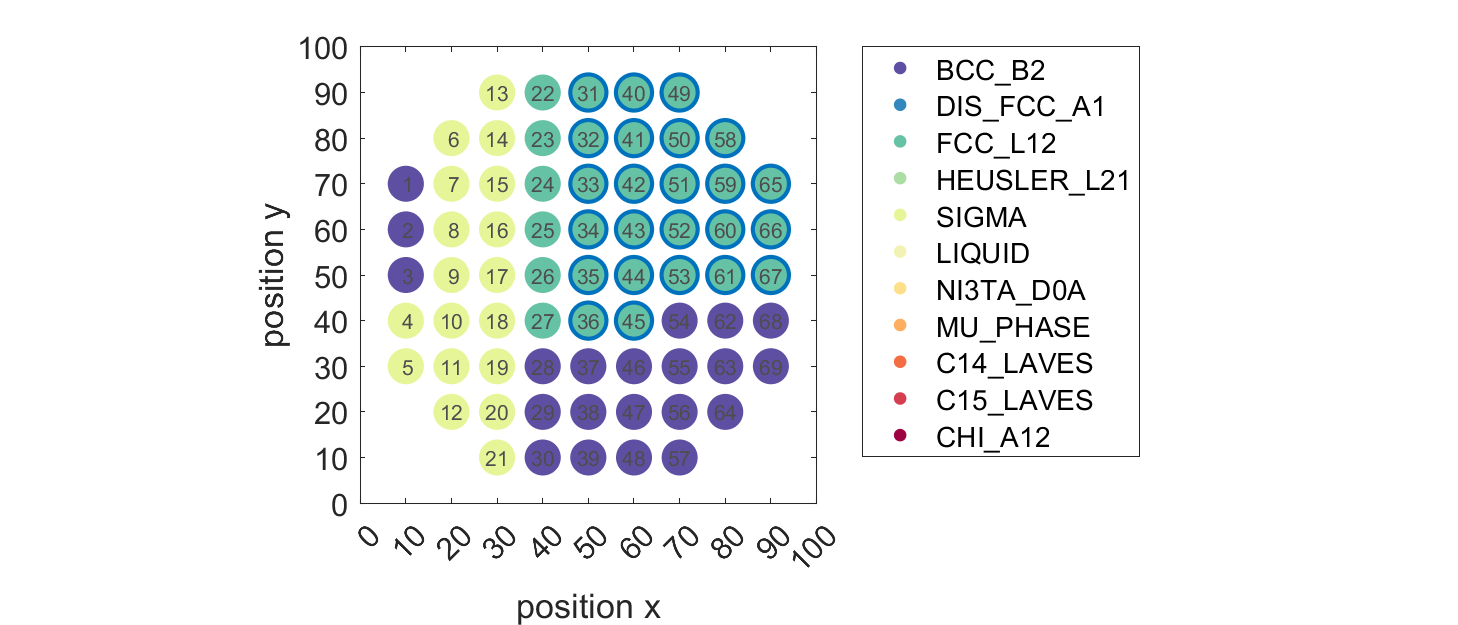 100
90
80
70
60
50
40
30
20
10
0
position y
13 22 31 40 49
6 14 23 32 41 50 58
1 7 15 24 33 42 51 59 65
2 8 16 25 34 43 52 60 66
3 9 17 26 35 44 53 61 67
4 10 18 27 36 45 54 62 68
5 11 19 28 37 46 55 63 69
12 20 29 38 47 56 64
21 30 39 48 57
0 10 20 30 40 50 60 70 80 90 100
position x
BCC_B2
DIS_FCC_A1
FCC_L12
HEUSLER_L21
SIGMA
LIQUID
NI3TA_D0A
MU_PHASE
C14_LAVES
C15_LAVES
CHI_A12